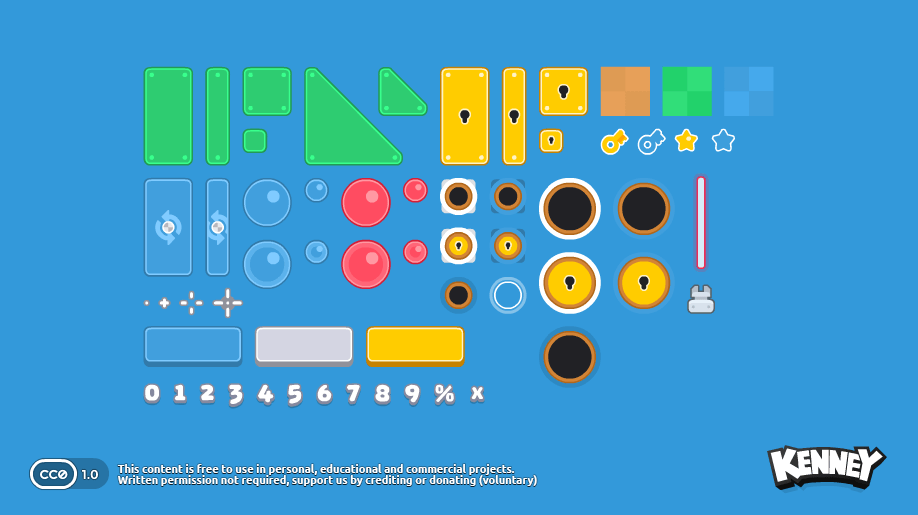 0 1 2 3 4 5 6 7 8 9 % x
CC0 1.0
This content is free to use in personal, educational and commercial projects.
Written permission not required, support us by crediting or donating (voluntary)
KENNEY